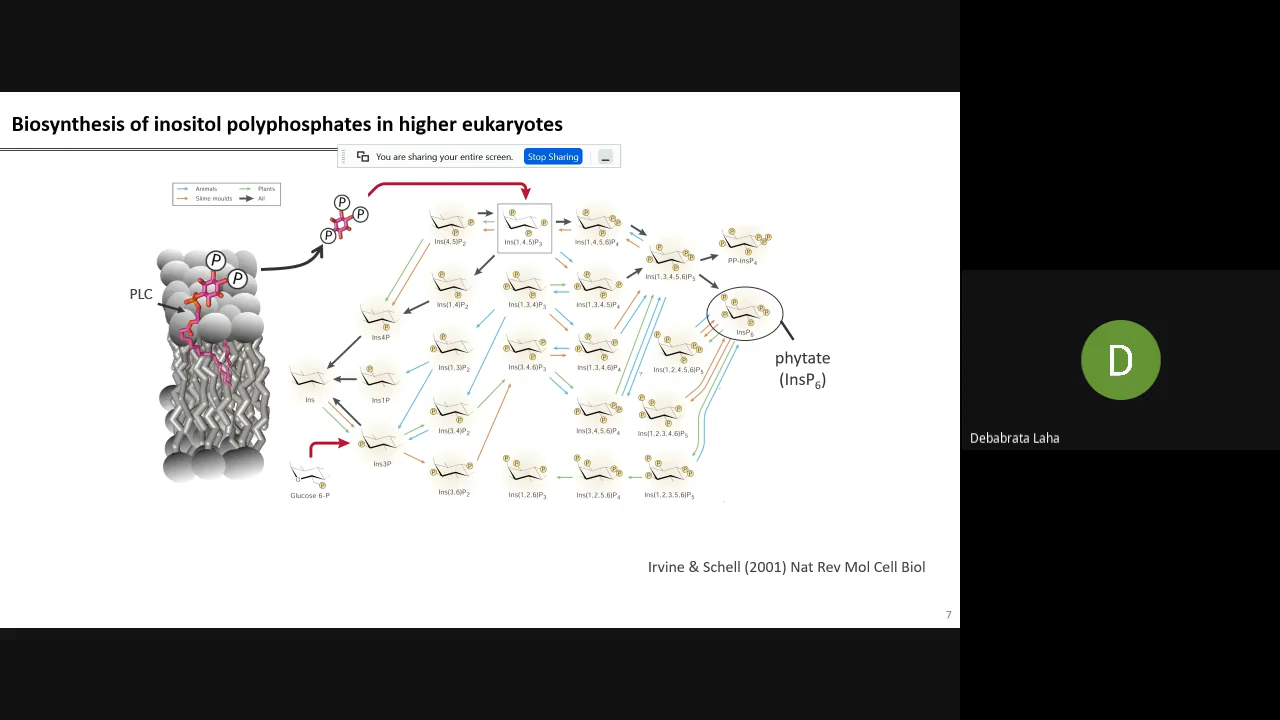 Biosynthesis of inositol polyphosphates in higher eukaryotes
You are sharing your entire screen.
Stop Sharing
Animals
Plants
Slime moulds
All
P
P
P
P
P
PLC
Ins(4,5)P2
Ins(1,4,5)P3
Ins(1,4,5,6)P4
Ins(1,3,4,5,6)P5
PP-InsP4
Ins(1,4)P2
Ins(1,3,4)P3
Ins(1,3,4,5)P4
Ins4P
InsP6
Ins(1,3)P2
Ins(3,4,6)P3
Ins(1,3,4,6)P4
Ins(1,2,4,5,6)P5
phytate
(InsP6)
Ins
Ins1P
Ins(3,4)P2
Ins(3,4,5,6)P4
Ins(1,2,3,4,6)P5
Ins3P
Glucose 6-P
Ins(3,6)P2
Ins(1,2,6)P3
Ins(1,2,5,6)P4
Ins(1,2,3,5,6)P5
Irvine & Schell (2001) Nat Rev Mol Cell Biol
7
D
Debabrata Laha